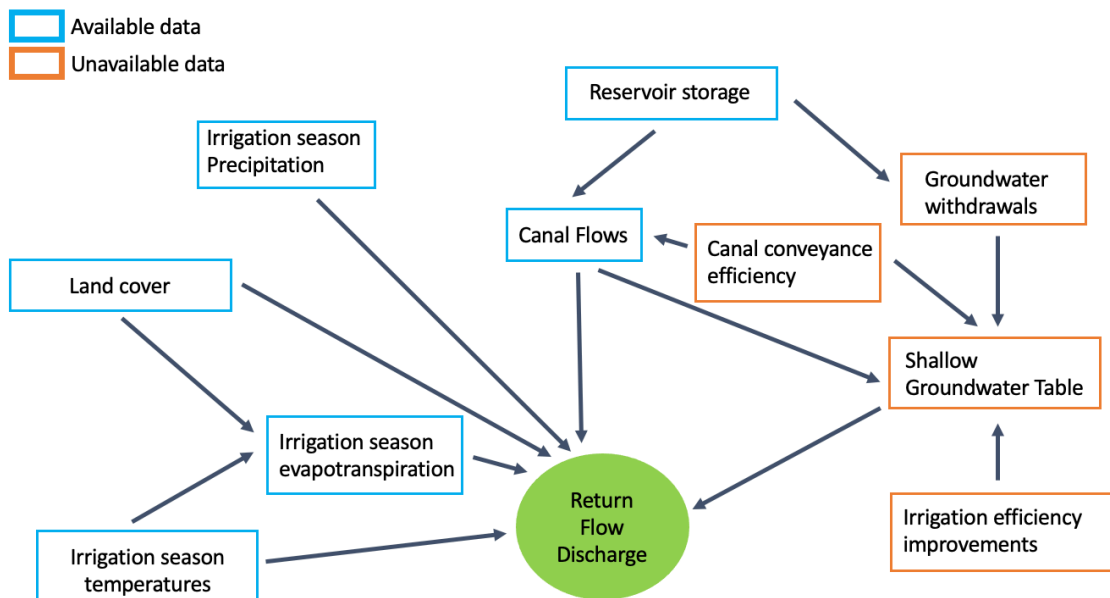 Available data
Unavailable data
Reservoir storage
Irrigation season
Precipitation
Groundwater
withdrawals
Canal Flows
Canal conveyance
efficiency
Land cover
Shallow
Groundwater Table
Irrigation season
evapotranspiration
Return
Flow
Discharge
Irrigation efficiency
improvements
Irrigation season
temperatures